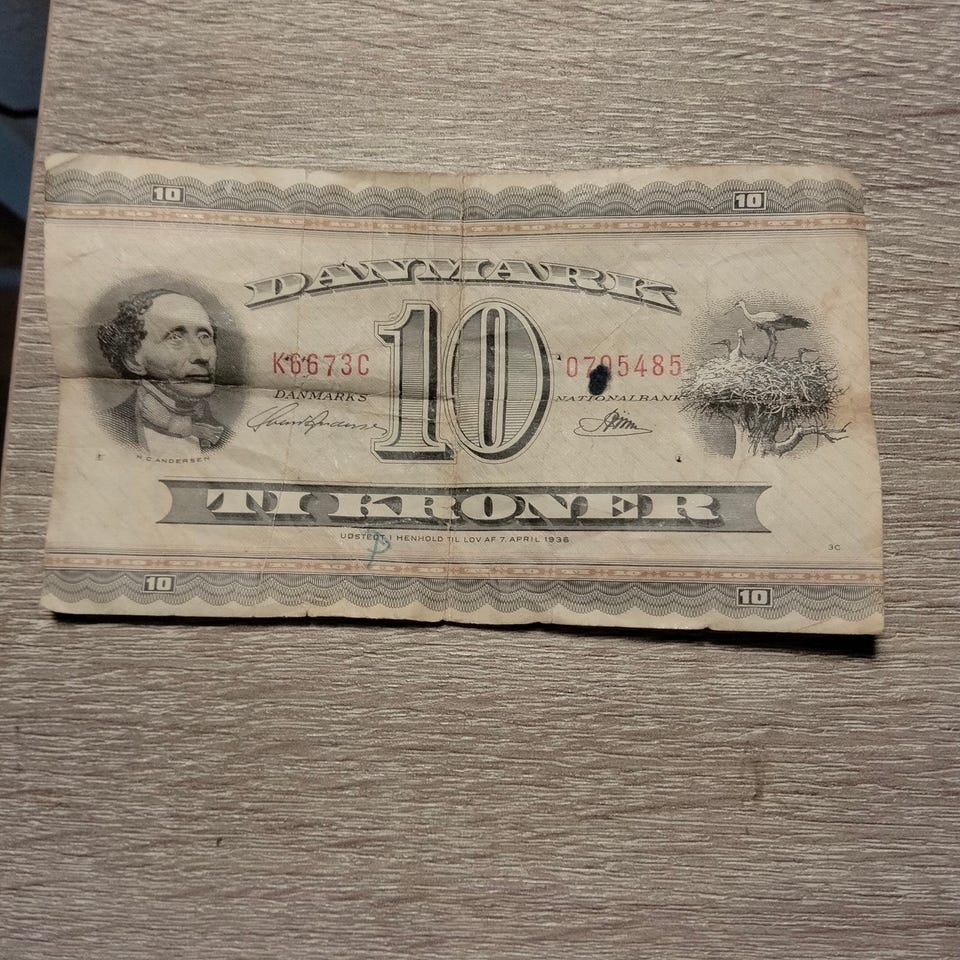 10 10
DANMARK
10
K6673C 0705485
DANMARKS NATIONALBANK
H.C. ANDERSEN
TI KRONER
UDSTEDT I HENHOLD TIL LOV AF 7. APRIL 1936
3C
10 10